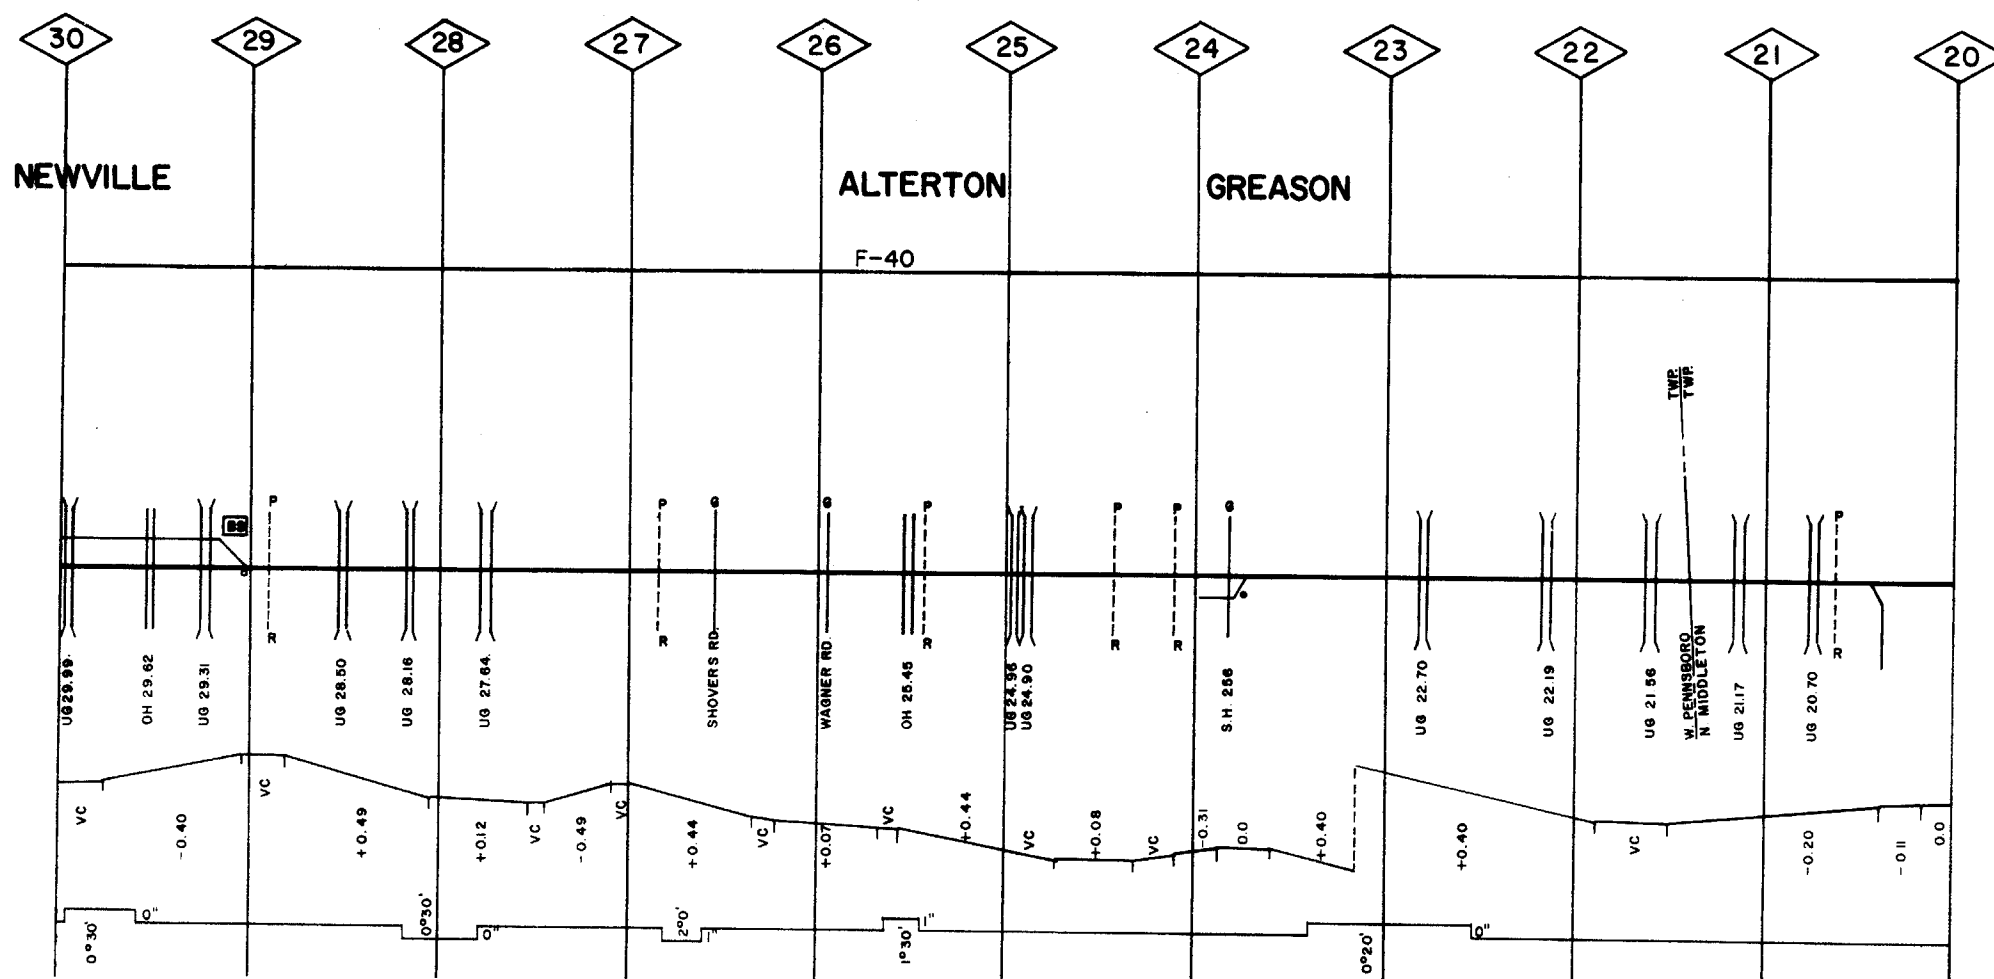 30 29 28 27 26 25 24 23 22 21 20
NEWVILLE ALTERTON GREASON
F-40
TWP.
TWP.
P P P P P P
G G G
R R R R R R
UG 29.99.
OH 29.62
UG 29.31
UG 28.50
UG 28.16
UG 27.64.
SHOVERS RD.
WAGNER RD.
OH 25.45
UG 24.96
UG 24.90
S.H. 256
UG 22.70
UG 22.19
UG 21 56
W. PENNSBORO
N MIDDLETON
UG 21.17
UG 20.70
VC
-0.40
VC
+0.49
+0.12
VC
-0.49
VC
+0.44
VC
+0.07
VC
+0.44
VC
+0.08
VC
-0.31
0.0
+0.40
+0.40
VC
-0.20
-0.11
0.0
0°30' 0"
0°30' 0"
2°0' 1"
1°30' 1"
0°20' 0"